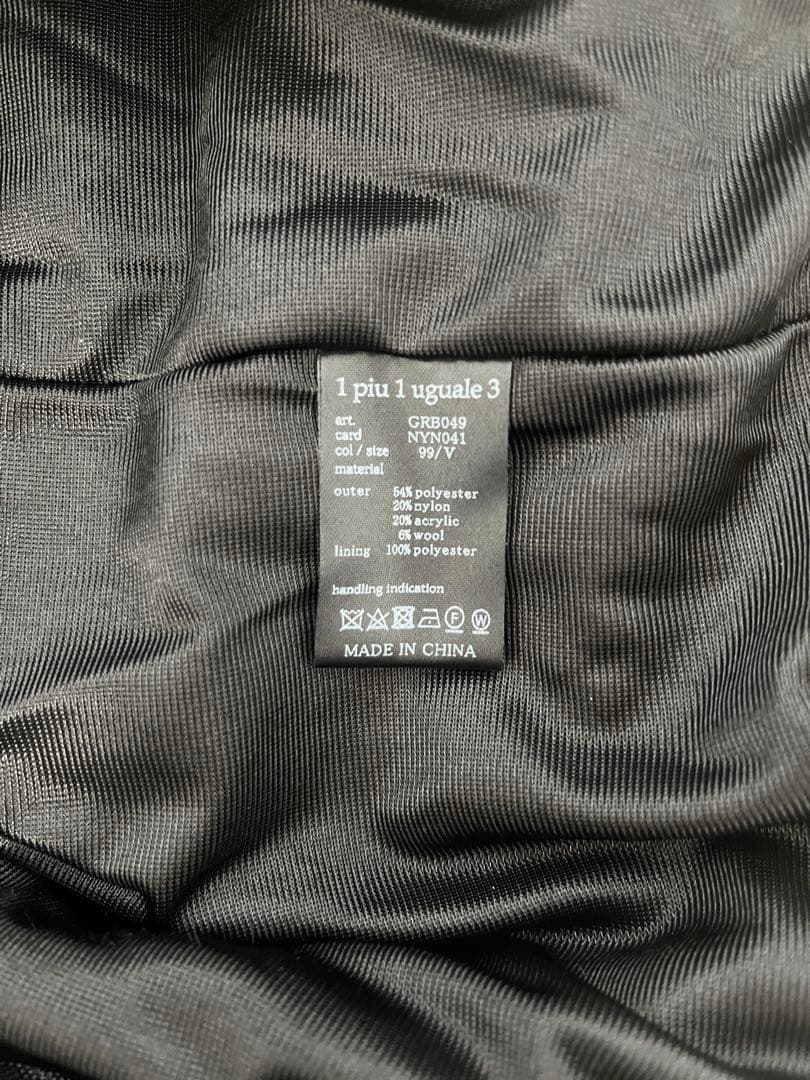 1 piu 1 uguale 3
art. GRB049
card NYN041
col / size 99/V
material
outer 54% polyester
20% nylon
20% acrylic
6% wool
lining 100% polyester
handling indication
F W
MADE IN CHINA